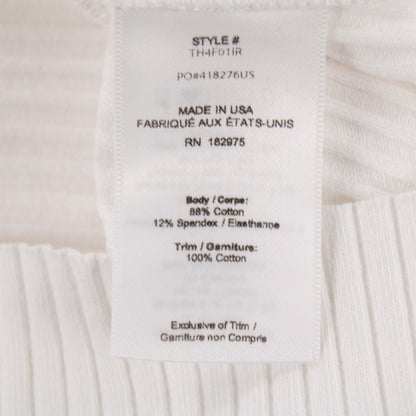 STYLE #
TH4F01IR
PO#418276US
MADE IN USA
FABRIQUÉ AUX ÉTATS-UNIS
RN 182975
Body / Corps:
88% Cotton
12% Spandex / Elasthanne
Trim / Garniture:
100% Cotton
Exclusive of Trim /
Garniture non Compris